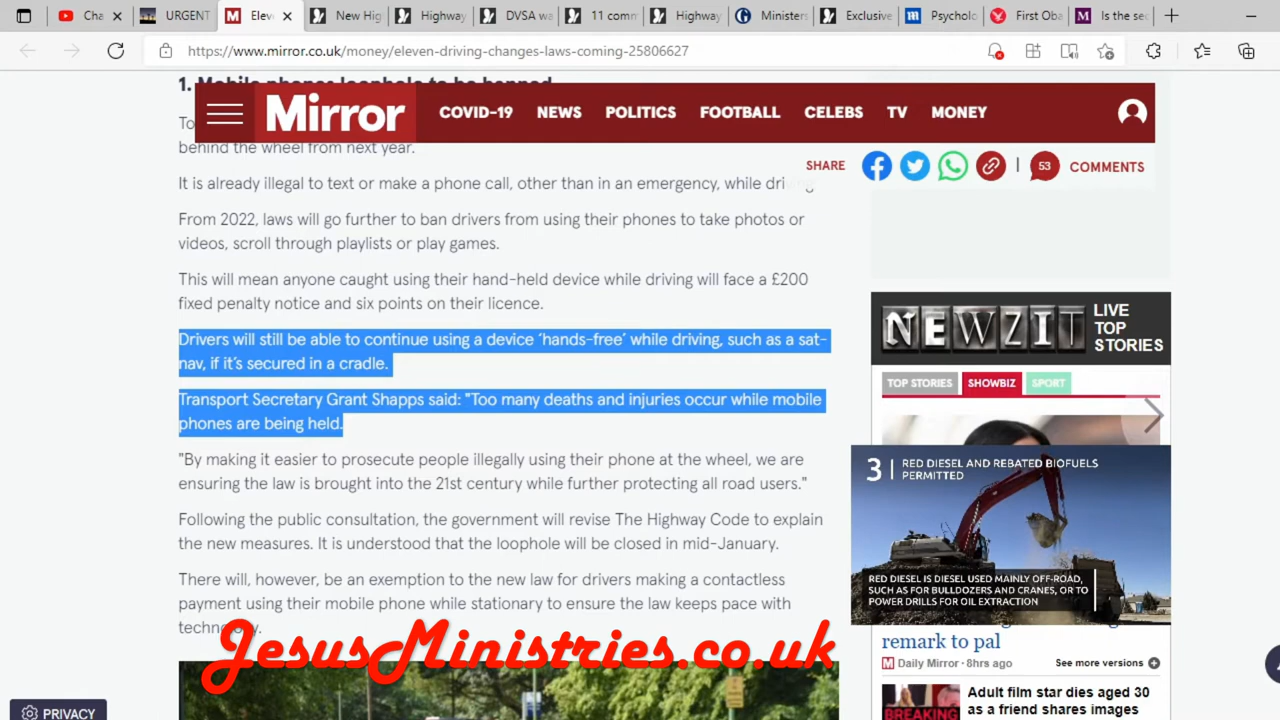 Cha
URGENT
Eleve
New Hig
Highway
DVSA wa
11 comm
Highway
Ministers
Exclusive
Psycholo
First Oba
Is the sec
https://www.mirror.co.uk/money/eleven-driving-changes-laws-coming-25806627
1. Mobile phones loophole to be banned
Mirror
COVID-19 NEWS POLITICS FOOTBALL CELEBS TV MONEY
To
behind the wheel from next year.
SHARE
53 COMMENTS
It is already illegal to text or make a phone call, other than in an emergency, while driving
From 2022, laws will go further to ban drivers from using their phones to take photos or
videos, scroll through playlists or play games.
This will mean anyone caught using their hand-held device while driving will face a £200
fixed penalty notice and six points on their licence.
Drivers will still be able to continue using a device ‘hands-free’ while driving, such as a sat-
nav, if it’s secured in a cradle.
Transport Secretary Grant Shapps said: "Too many deaths and injuries occur while mobile
phones are being held.
"By making it easier to prosecute people illegally using their phone at the wheel, we are
ensuring the law is brought into the 21st century while further protecting all road users."
Following the public consultation, the government will revise The Highway Code to explain
the new measures. It is understood that the loophole will be closed in mid-January.
There will, however, be an exemption to the new law for drivers making a contactless
payment using their mobile phone while stationary to ensure the law keeps pace with
technology.
JesusMinistries.co.uk
PRIVACY
NEWZIT
LIVE
TOP
STORIES
TOP STORIES SHOWBIZ SPORT
3 RED DIESEL AND REBATED BIOFUELS
PERMITTED
RED DIESEL IS DIESEL USED MAINLY OFF-ROAD,
SUCH AS FOR BULLDOZERS AND CRANES, OR TO
POWER DRILLS FOR OIL EXTRACTION
remark to pal
M Daily Mirror · 8hrs ago
See more versions
Adult film star dies aged 30
as a friend shares images
BREAKING